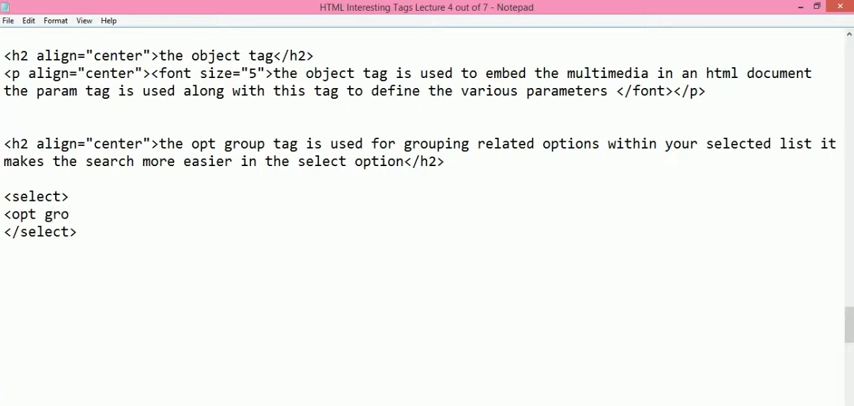 HTML Interesting Tags Lecture 4 out of 7 - Notepad
File Edit Format View Help
<h2 align="center">the object tag</h2>
<p align="center"><font size="5">the object tag is used to embed the multimedia in an html document
the param tag is used along with this tag to define the various parameters </font></p>
<h2 align="center">the opt group tag is used for grouping related options within your selected list it
makes the search more easier in the select option</h2>
<select>
<opt gro
</select>